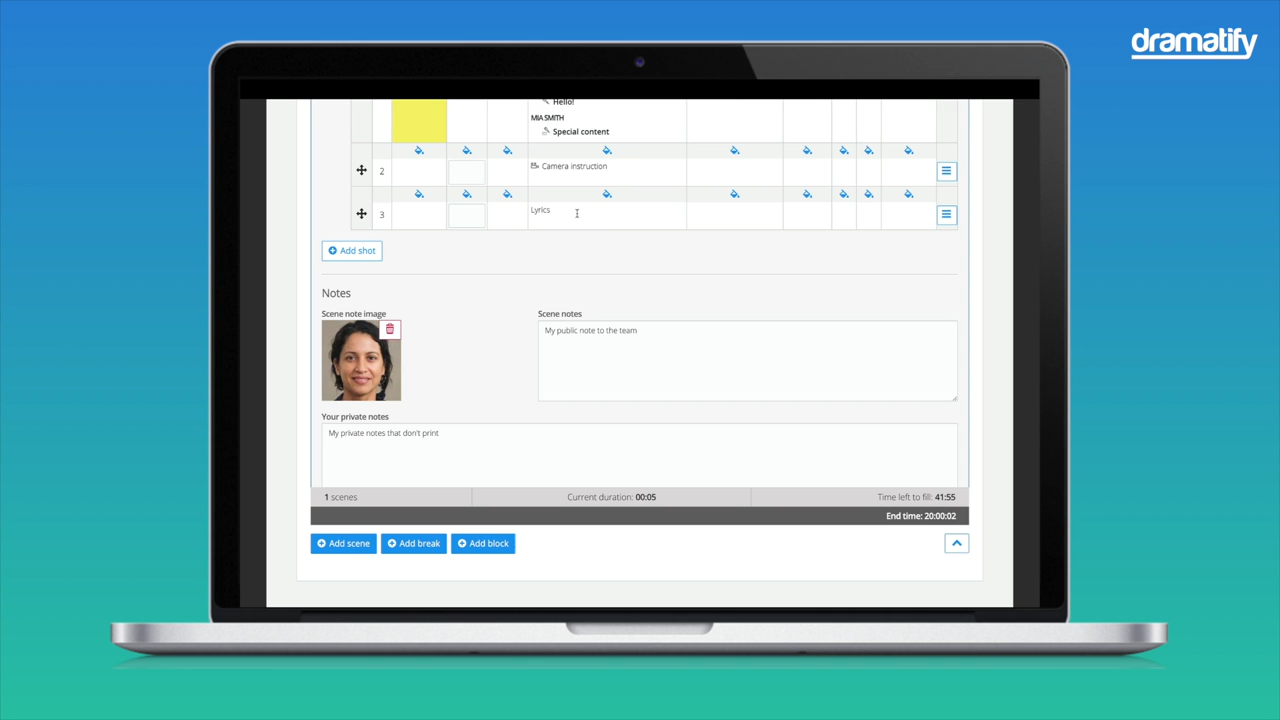 dramatify
Hello!
MIA SMITH
Special content
2
Camera instruction
3
Lyrics
Add shot
Notes
Scene note image
Scene notes
My public note to the team
Your private notes
My private notes that don't print
1 scenes
Current duration: 00:05
Time left to fill: 41:55
End time: 20:00:02
Add scene
Add break
Add block